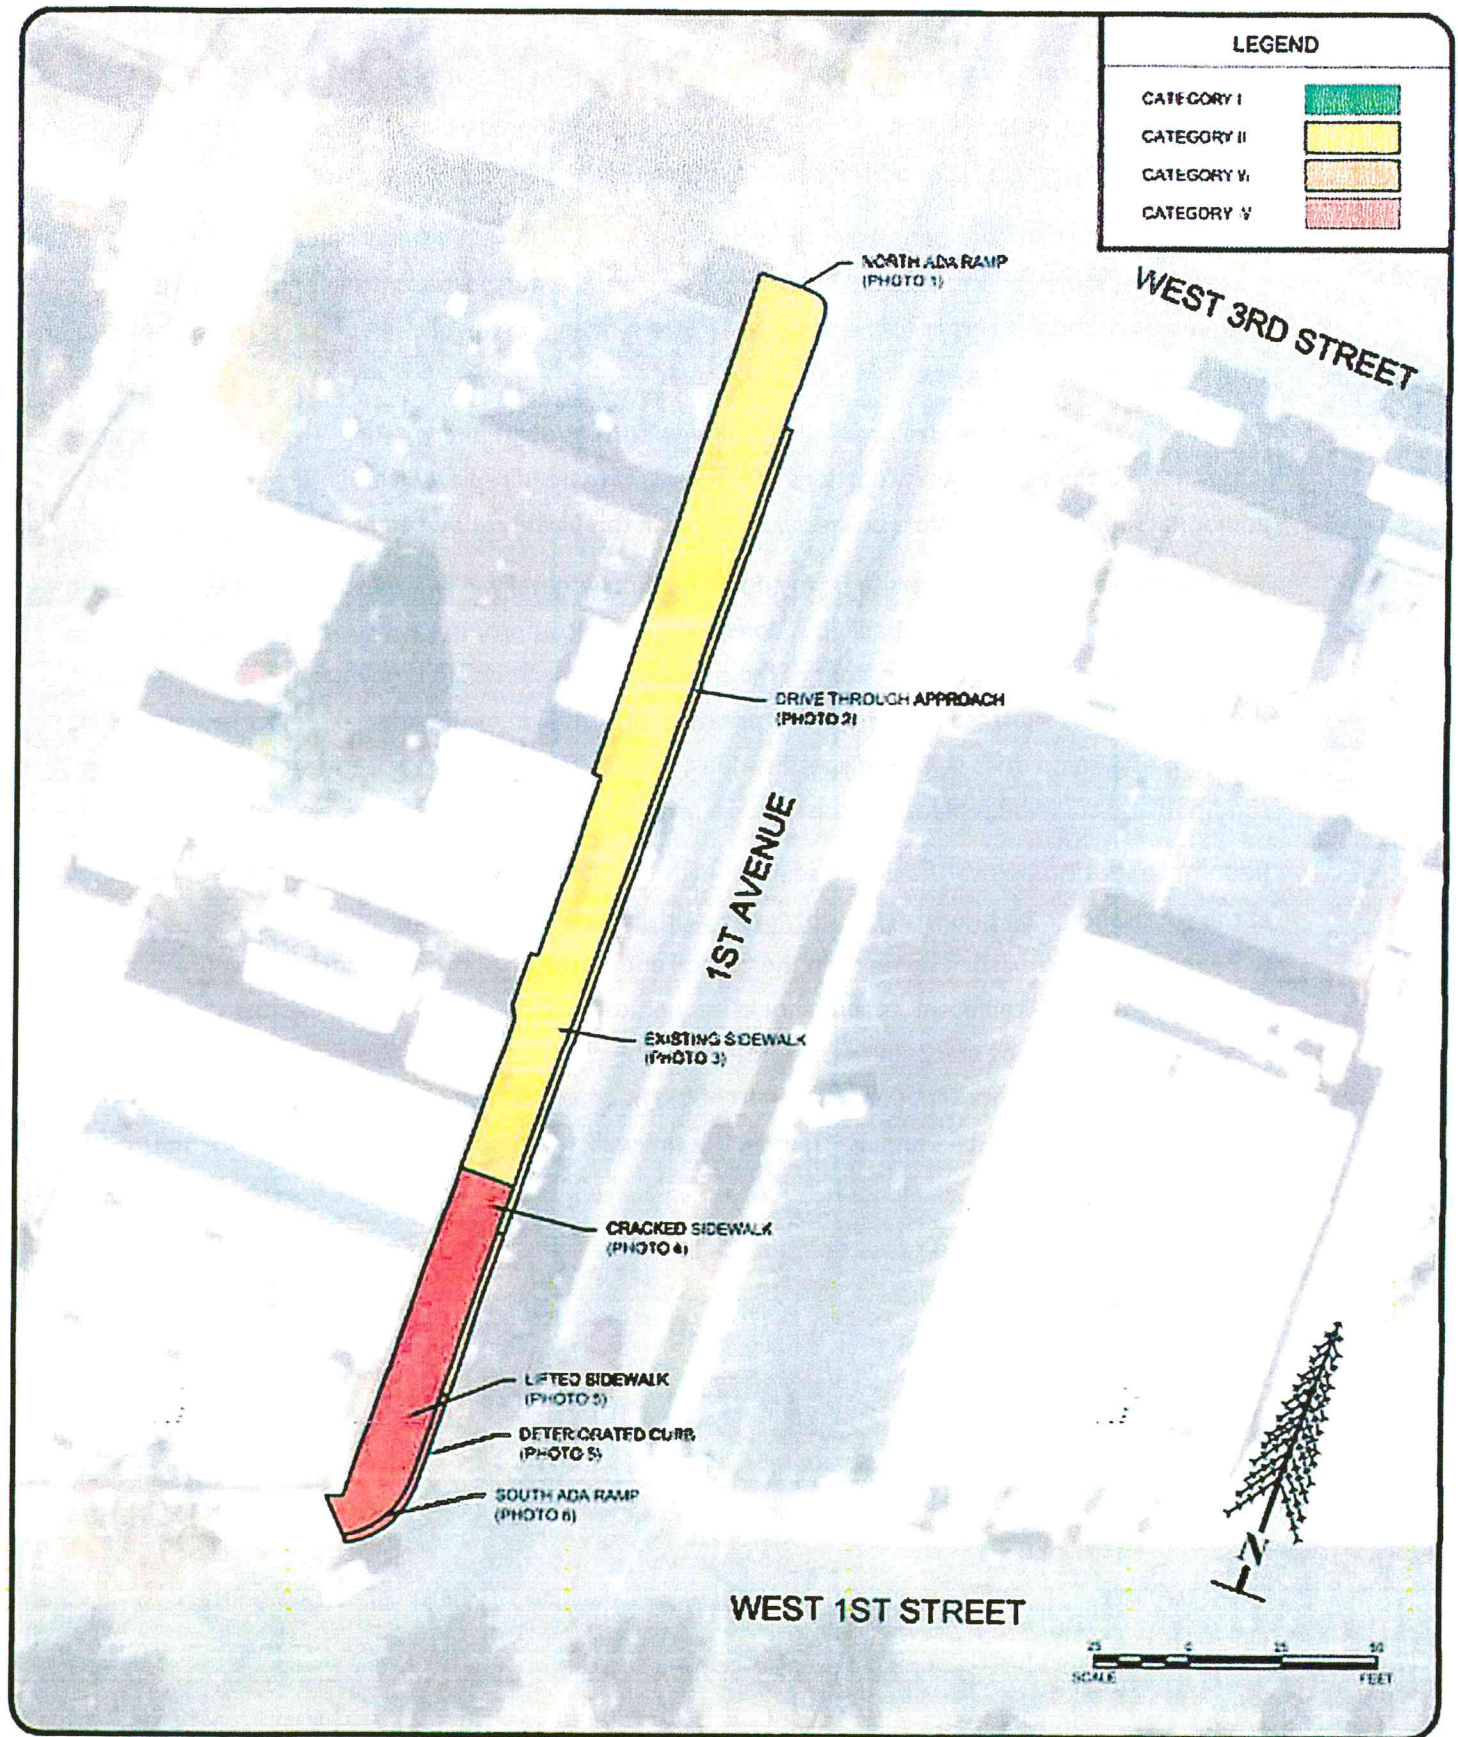 LEGEND
CATEGORY I
CATEGORY II
CATEGORY
CATEGORY
NORTH ADA RAMP
(PHOTO 1)
WEST 3RD STREET
DRIVE THROUGH APPROACH
(PHOTO 2)
1ST AVENUE
EXISTING SIDEWALK
(PHOTO 3)
CRACKED SIDEWALK
(PHOTO 4)
LIFTED SIDEWALK
(PHOTO 5)
DETERIORATED CURB
(PHOTO 5)
SOUTH ADA RAMP
(PHOTO 6)
N
WEST 1ST STREET
25 0 25 50
SCALE FEET